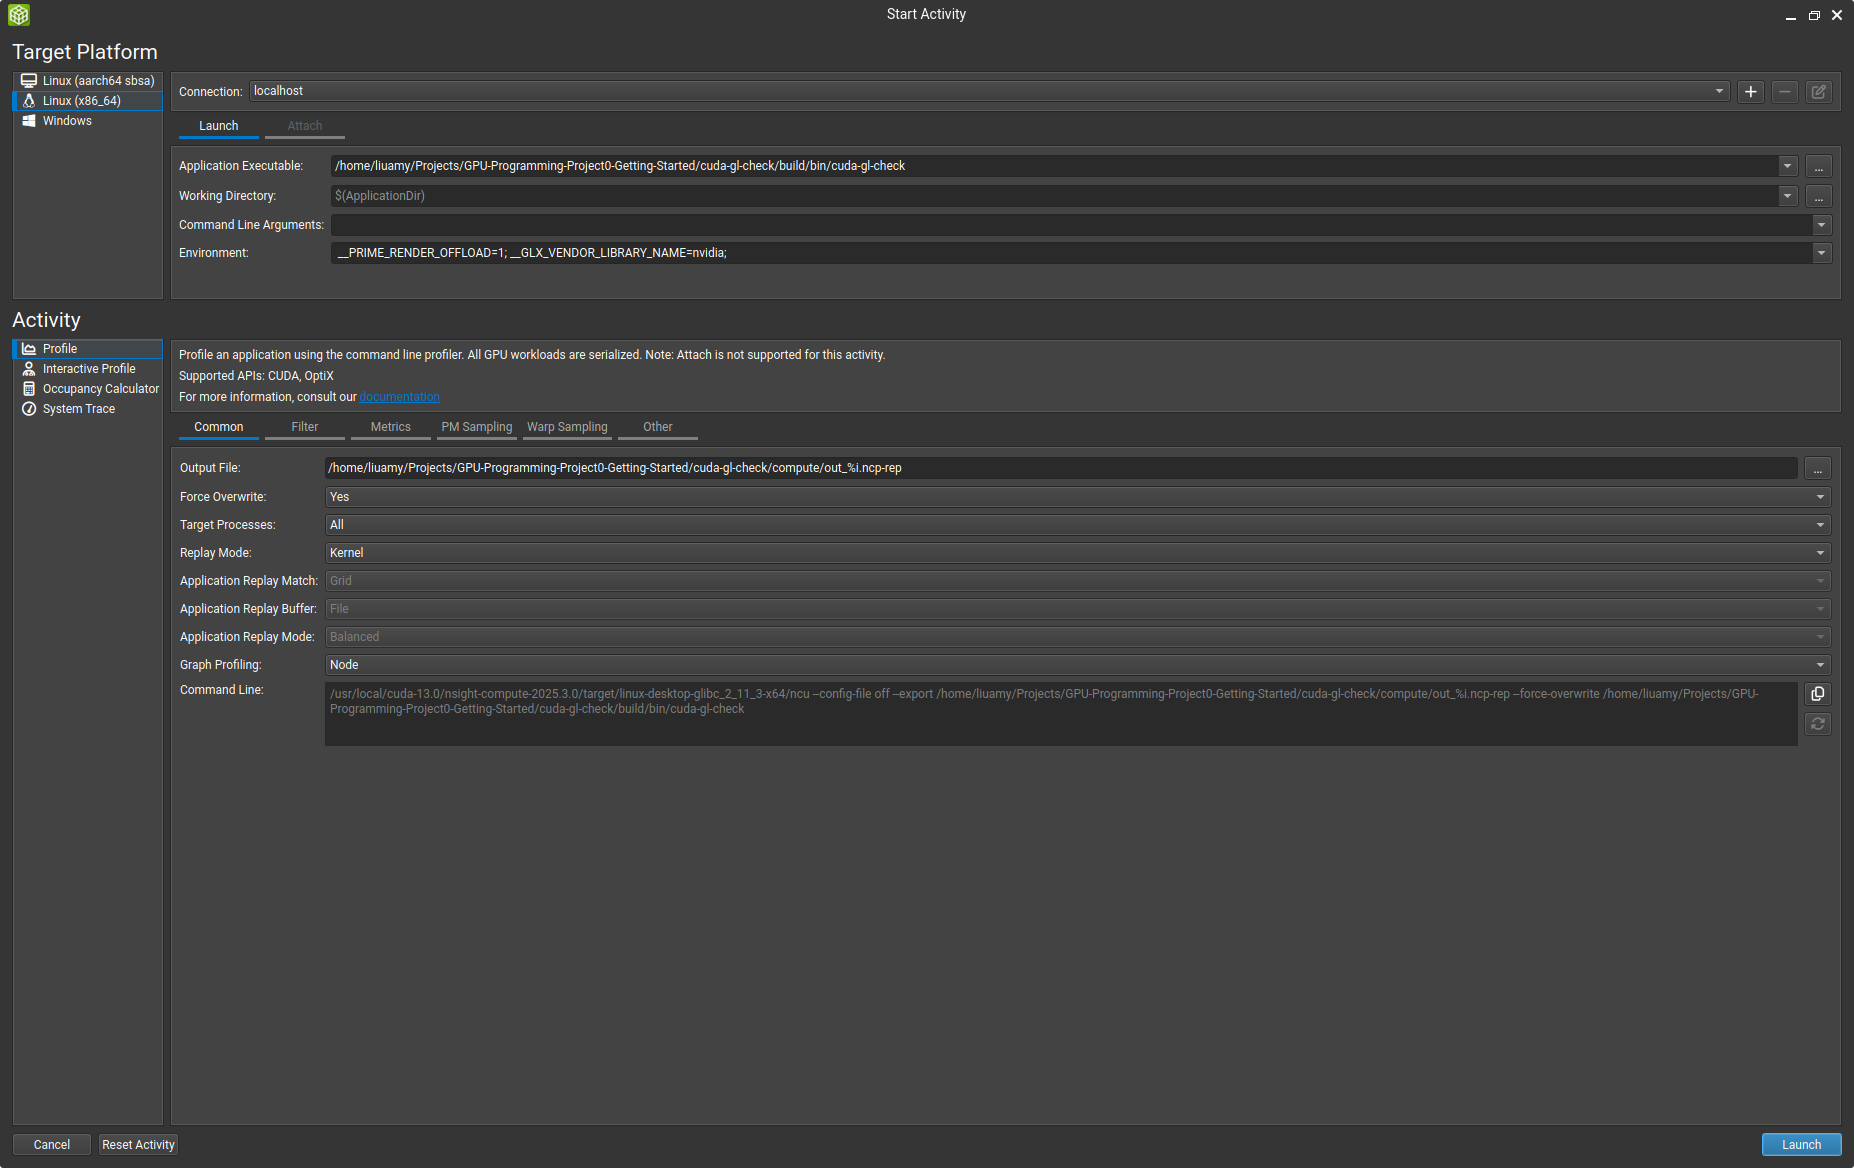 Start Activity
Target Platform
Linux (aarch64 sbsa)
Linux (x86_64)
Windows
Connection: localhost
Launch Attach
Application Executable: /home/liuamy/Projects/GPU-Programming-Project0-Getting-Started/cuda-gl-check/build/bin/cuda-gl-check ...
Working Directory: $(ApplicationDir) ...
Command Line Arguments:
Environment: __PRIME_RENDER_OFFLOAD=1; __GLX_VENDOR_LIBRARY_NAME=nvidia;
Activity
Profile
Interactive Profile
Occupancy Calculator
System Trace
Profile an application using the command line profiler. All GPU workloads are serialized. Note: Attach is not supported for this activity.
Supported APIs: CUDA, OptiX
For more information, consult our documentation
Common Filter Metrics PM Sampling Warp Sampling Other
Output File: /home/liuamy/Projects/GPU-Programming-Project0-Getting-Started/cuda-gl-check/compute/out_%i.ncp-rep ...
Force Overwrite: Yes
Target Processes: All
Replay Mode: Kernel
Application Replay Match: Grid
Application Replay Buffer: File
Application Replay Mode: Balanced
Graph Profiling: Node
Command Line: /usr/local/cuda-13.0/nsight-compute-2025.3.0/target/linux-desktop-glibc_2_11_3-x64/ncu --config-file off --export /home/liuamy/Projects/GPU-Programming-Project0-Getting-Started/cuda-gl-check/compute/out_%i.ncp-rep --force-overwrite /home/liuamy/Projects/GPU-
Programming-Project0-Getting-Started/cuda-gl-check/build/bin/cuda-gl-check
Cancel Reset Activity Launch